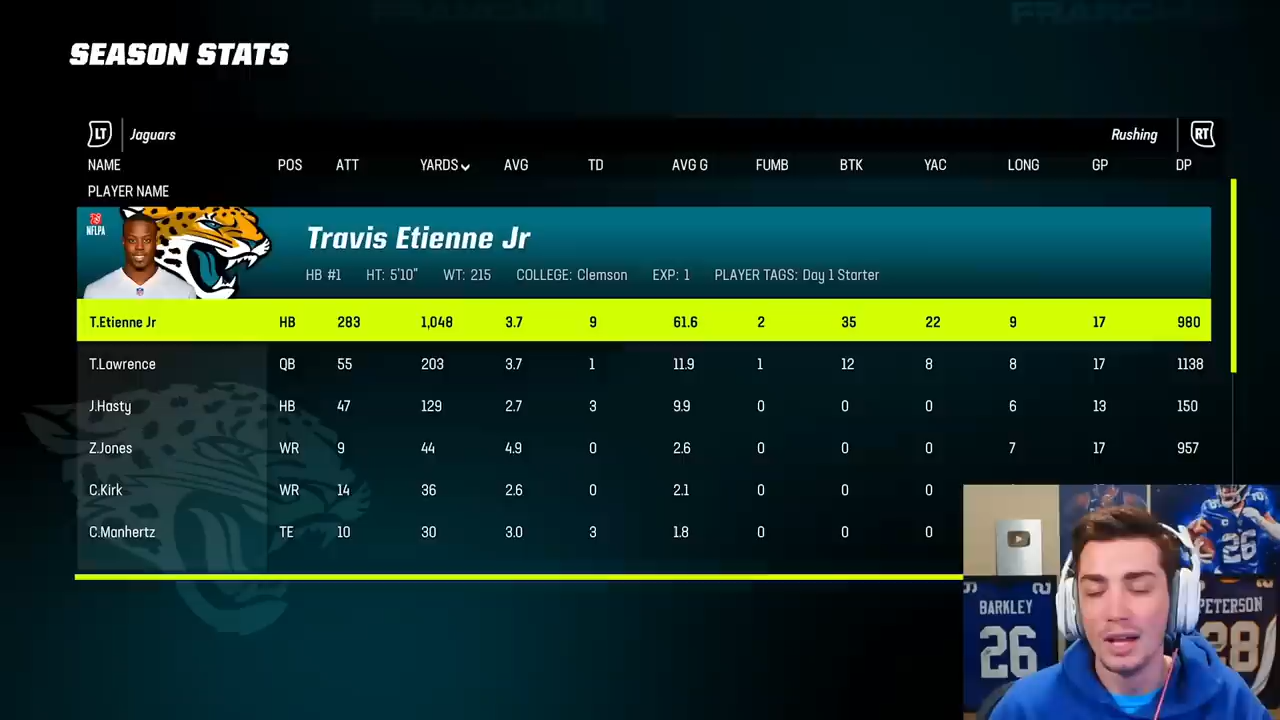 SEASON STATS
LT Jaguars Rushing RT
NAME POS ATT YARDS AVG TD AVG G FUMB BTK YAC LONG GP DP
PLAYER NAME
NFLPA
Travis Etienne Jr
HB #1 HT: 5'10" WT: 215 COLLEGE: Clemson EXP: 1 PLAYER TAGS: Day 1 Starter
T.Etienne Jr HB 283 1,048 3.7 9 61.6 2 35 22 9 17 980
T.Lawrence QB 55 203 3.7 1 11.9 1 12 8 8 17 1138
J.Hasty HB 47 129 2.7 3 9.9 0 0 0 6 13 150
Z.Jones WR 9 44 4.9 0 2.6 0 0 0 7 17 957
C.Kirk WR 14 36 2.6 0 2.1 0 0 0
C.Manhertz TE 10 30 3.0 3 1.8 0 0 0
26
BARKLEY
26
PETERSON
28